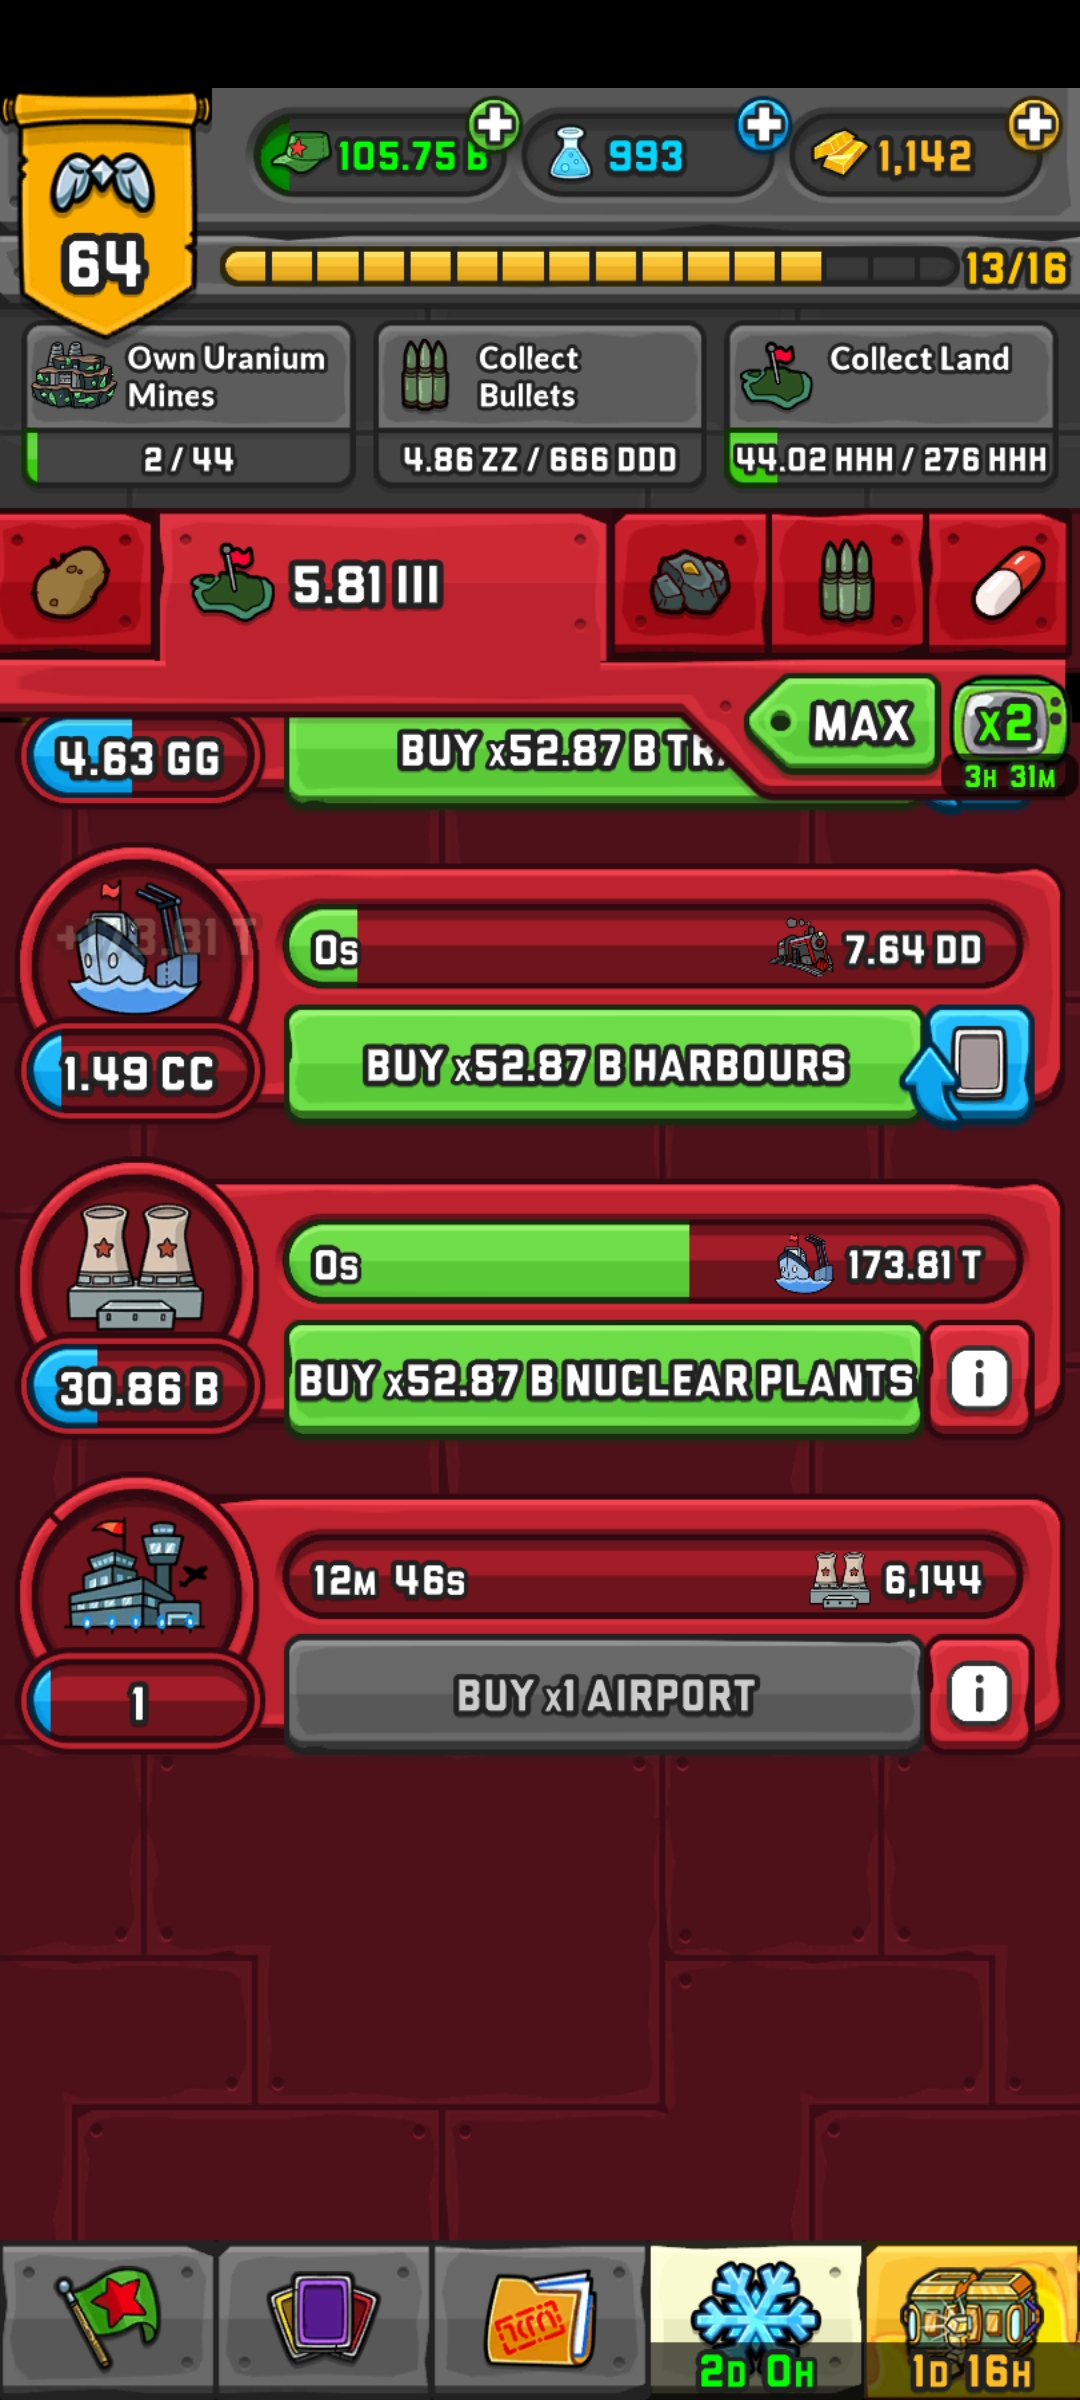 105.75 B
993
1,142
64
13/16
Own Uranium
Mines
2 / 44
Collect
Bullets
4.86 ZZ / 666 DDD
Collect Land
44.02 HHH / 276 HHH
5.81 III
MAX
x2
3H 31M
4.63 GG
BUY x52.87 B
+173.81 T
0s
7.64 DD
1.49 CC
BUY x52.87 B HARBOURS
0s
173.81 T
30.86 B
BUY x52.87 B NUCLEAR PLANTS
i
12M 46s
6,144
1
BUY x1 AIRPORT
i
2D 0H
1D 16H